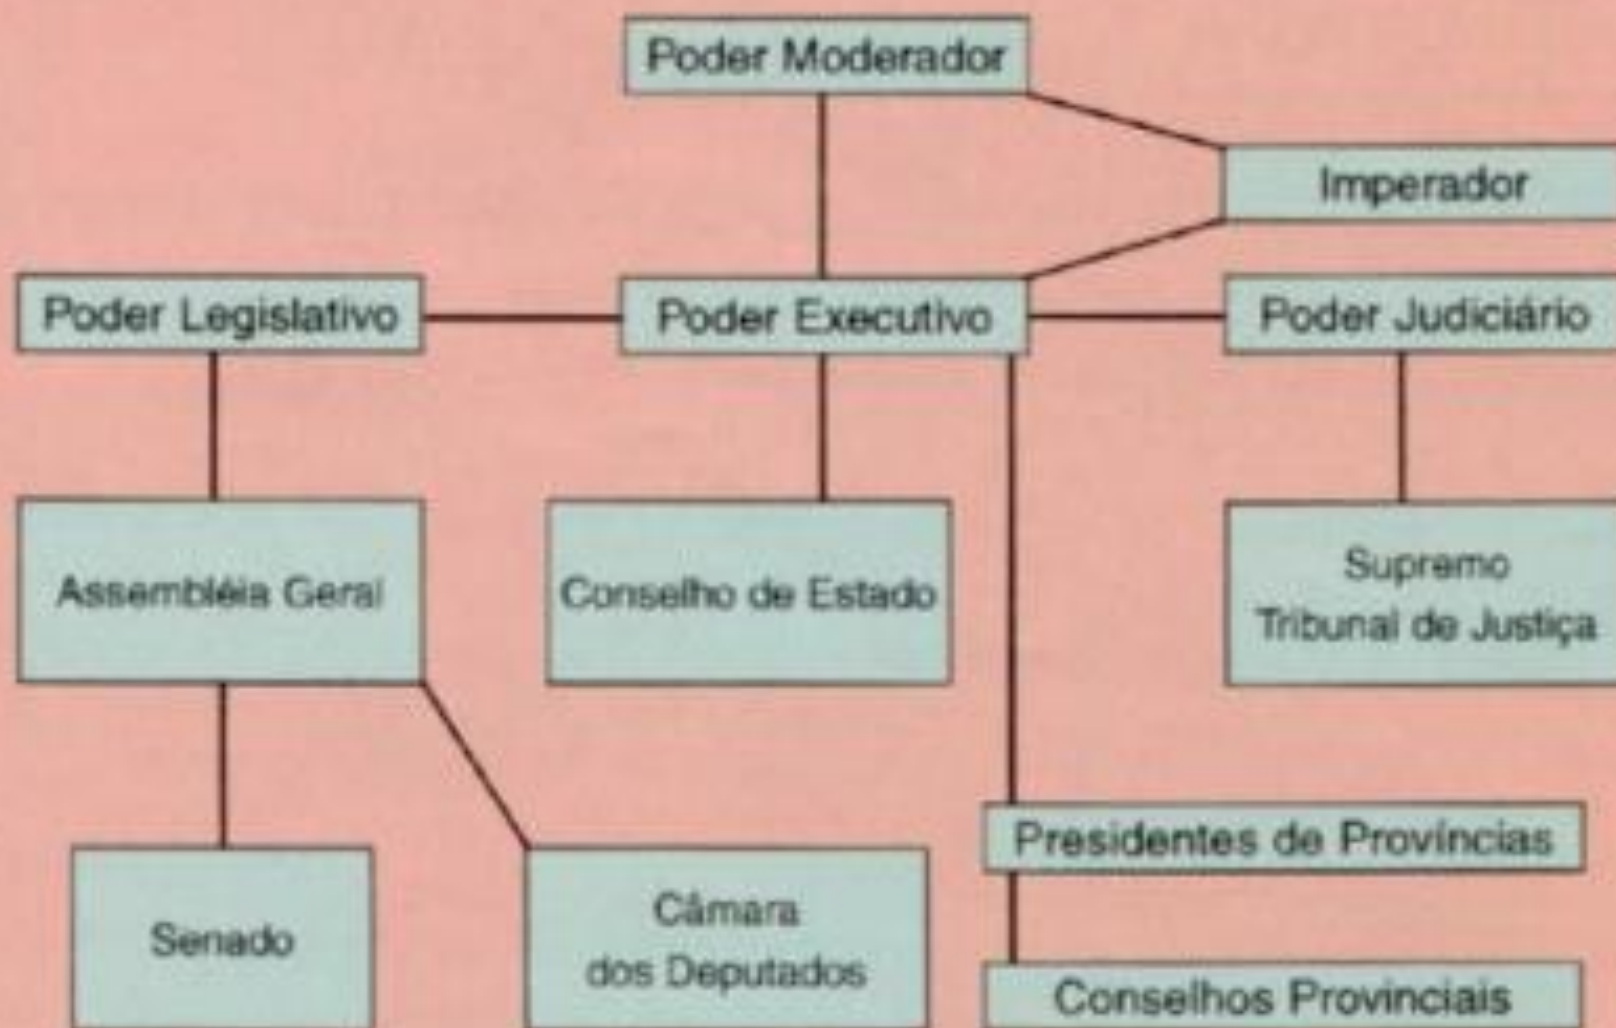 Poder Moderador
Imperador
Poder Legislativo
Poder Executivo
Poder Judiciário
Assembléia Geral
Conselho de Estado
Supremo
Tribunal de Justiça
Presidentes de Províncias
Senado
Câmara
dos Deputados
Conselhos Provinciais